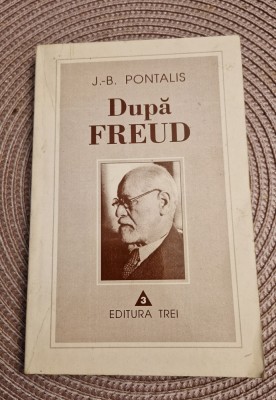 J.-B. PONTALIS
După
FREUD
3
EDITURA TREI